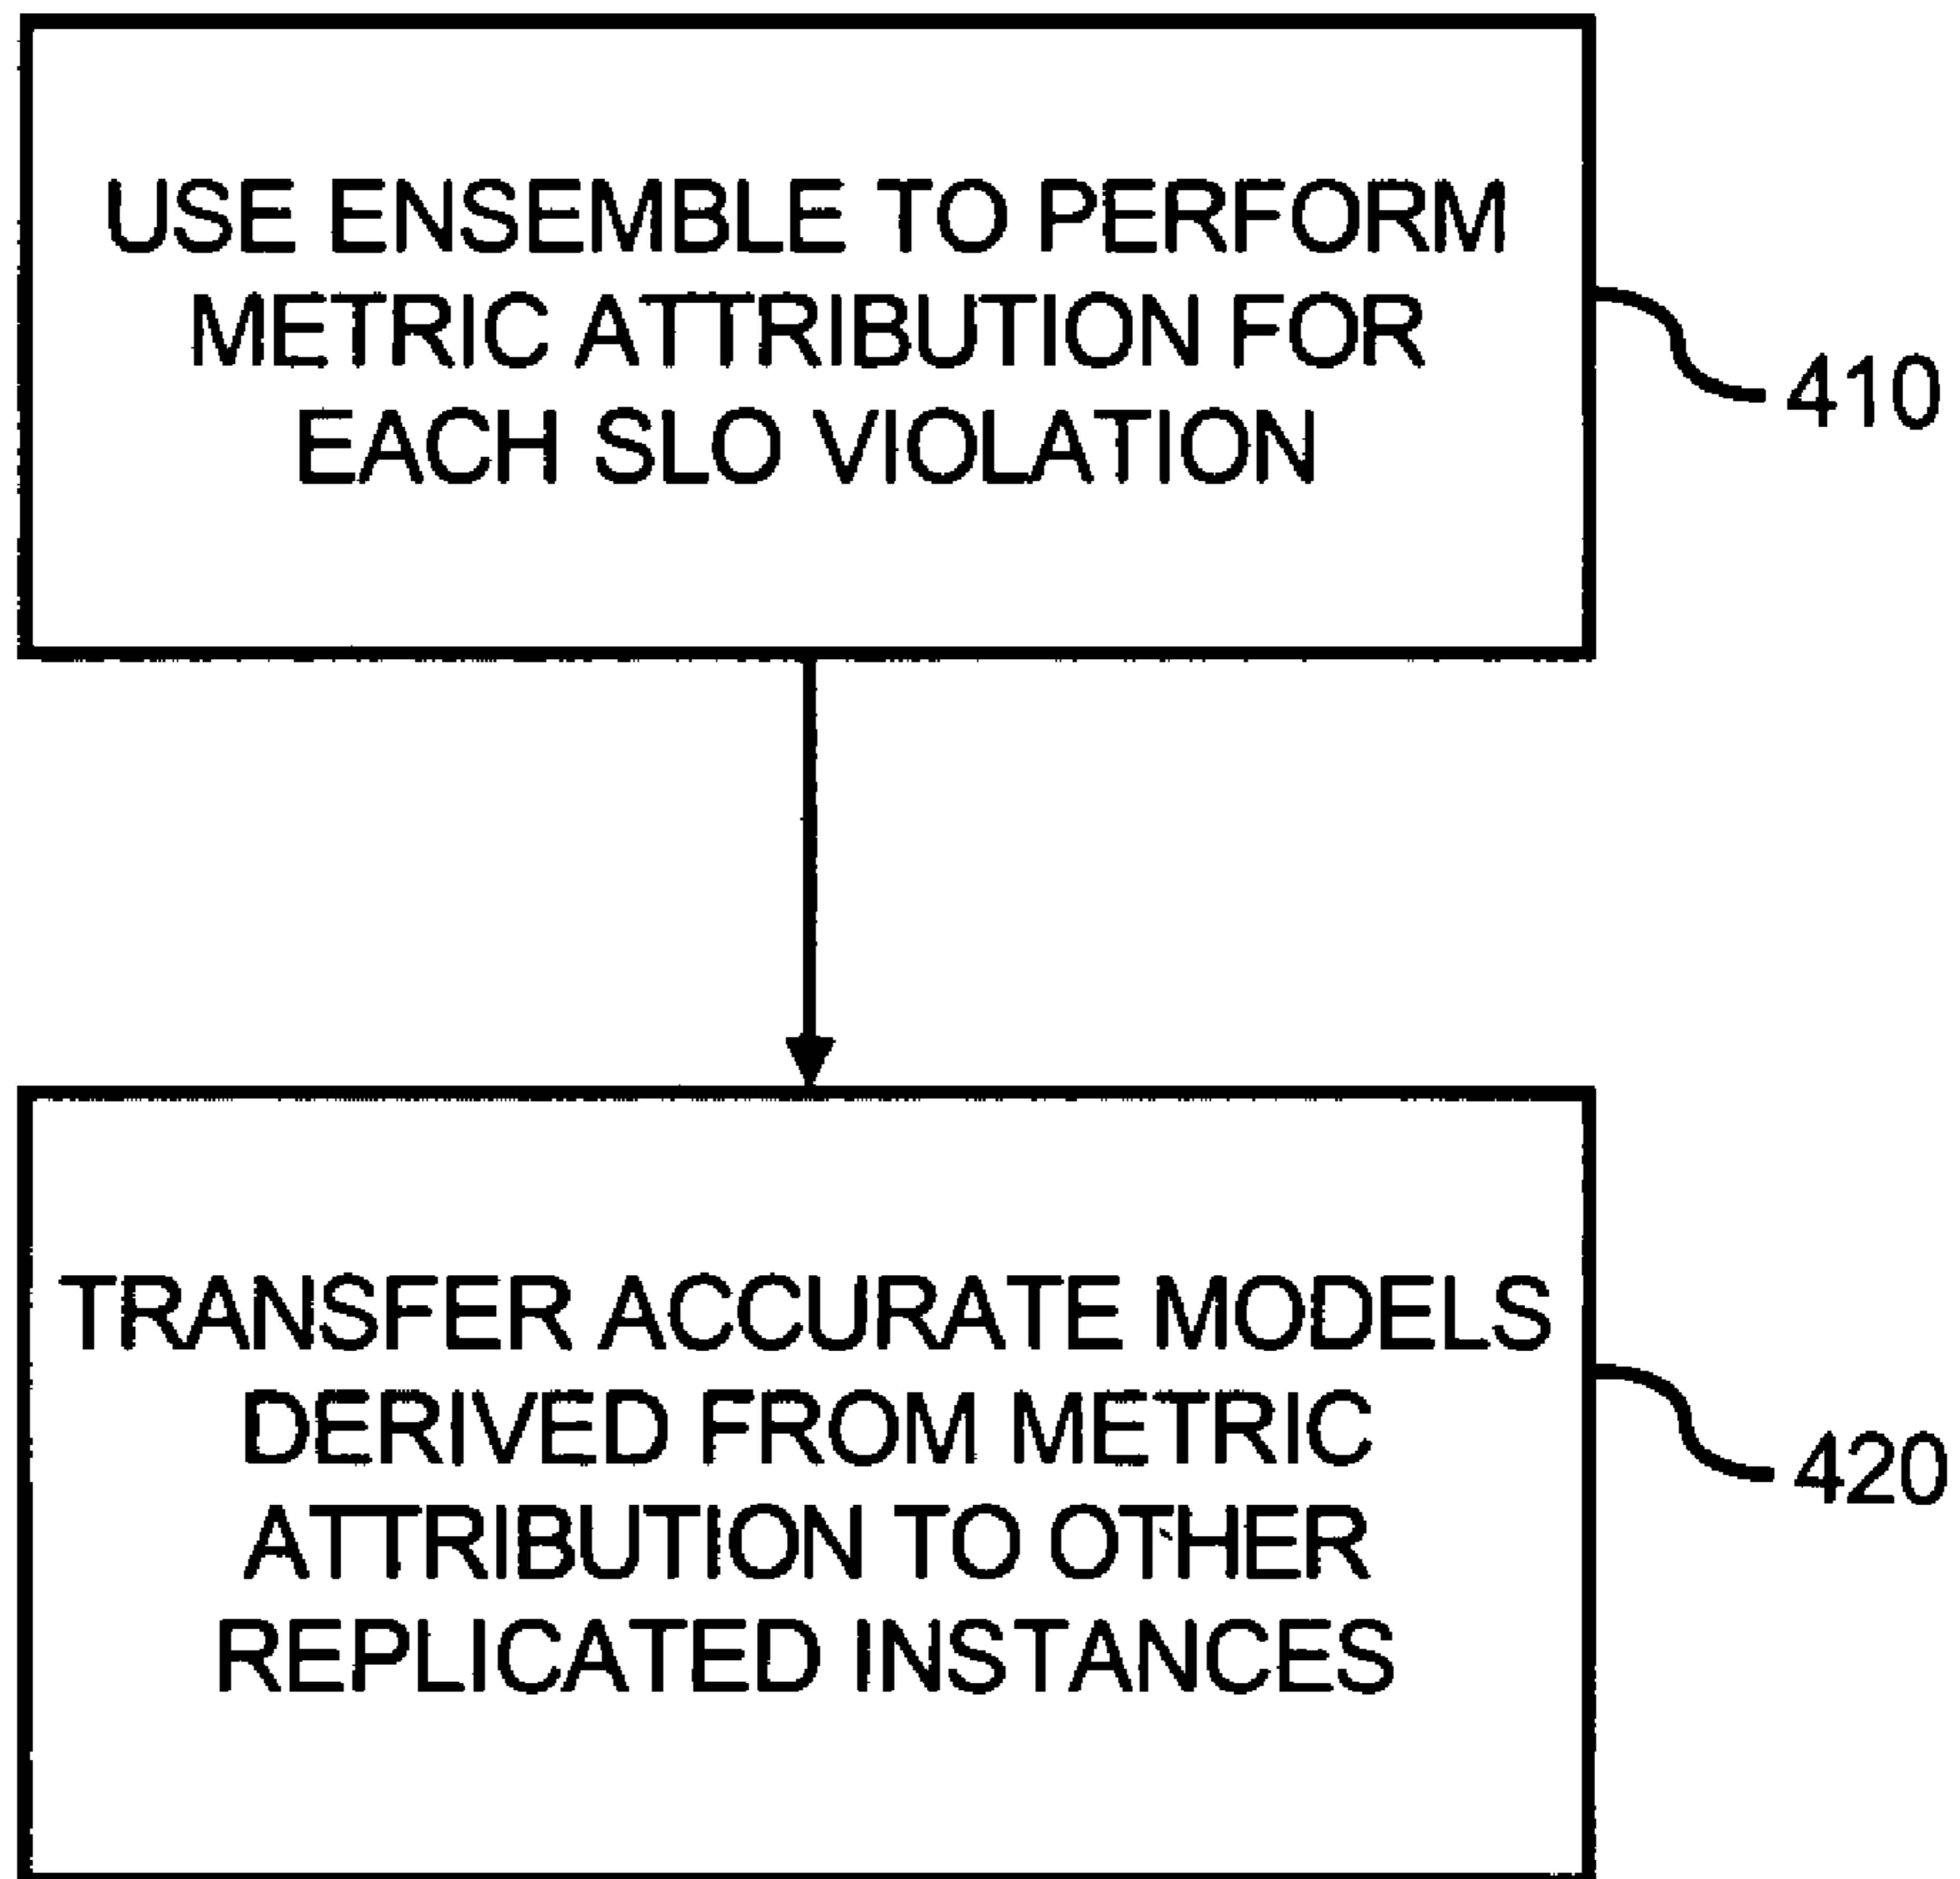 USE ENSEMBLE TO PERFORM
METRIC ATTRIBUTION FOR
EACH SLO VIOLATION
410
TRANSFER ACCURATE MODELS
DERIVED FROM METRIC
ATTRIBUTION TO OTHER
REPLICATED INSTANCES
420